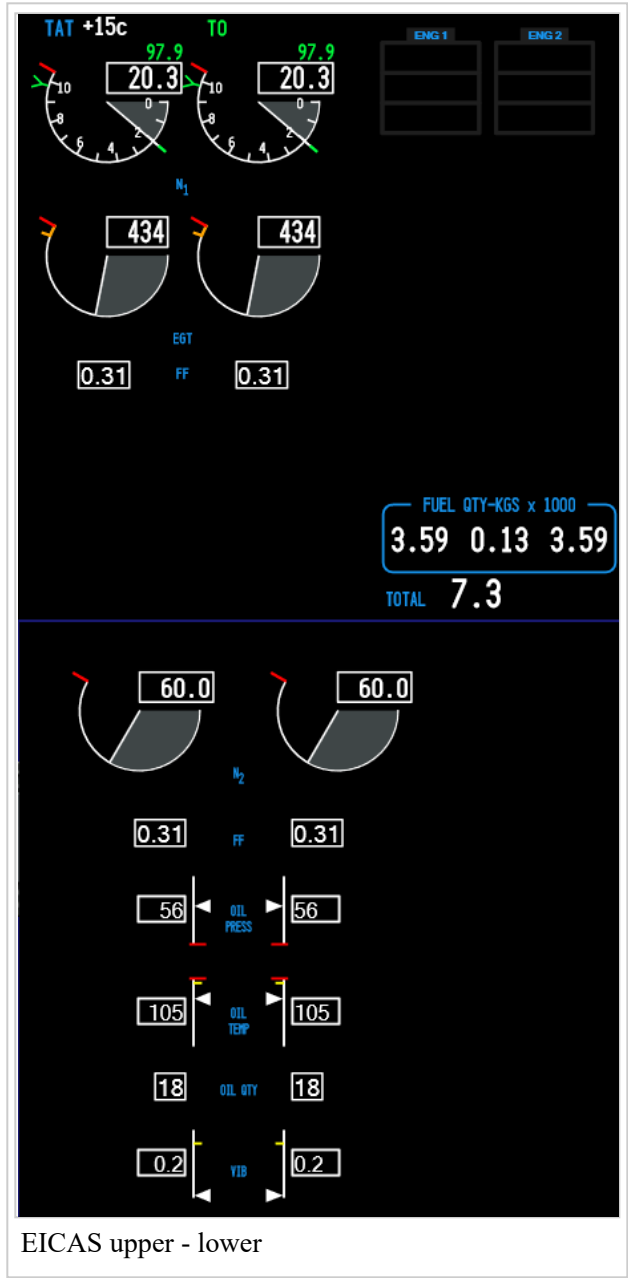 TAT +15c TO ENG 1 ENG 2
97.9 97.9
20.3 20.3
10 0 10 0
8 6 4 2 8 6 4 2
N1
434 434
EGT
0.31 FF 0.31
FUEL QTY-KGS x 1000
3.59 0.13 3.59
TOTAL 7.3
60.0 60.0
N2
0.31 FF 0.31
56 OIL 56
PRESS
105 OIL 105
TEMP
18 OIL QTY 18
0.2 VIB 0.2
EICAS upper - lower